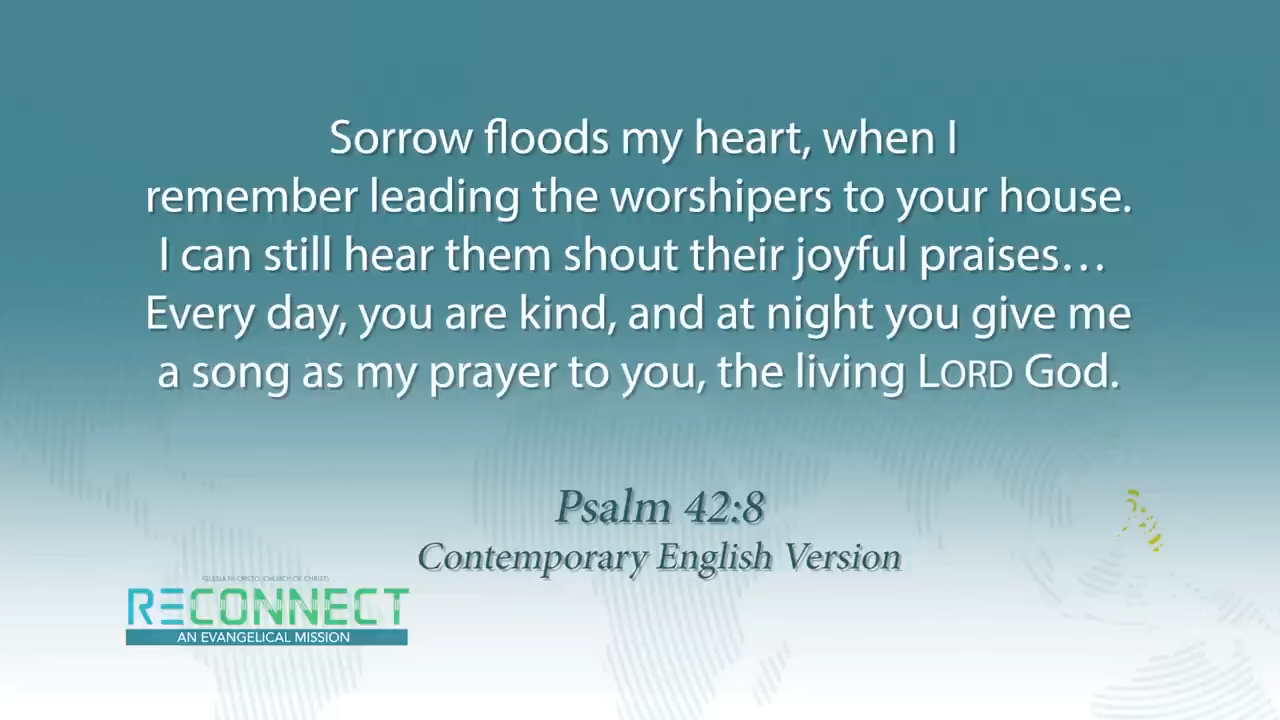 Sorrow floods my heart, when I
remember leading the worshipers to your house.
I can still hear them shout their joyful praises…
Every day, you are kind, and at night you give me
a song as my prayer to you, the living LORD God.
Psalm 42:8
Contemporary English Version
IGLESIA NI CRISTO (CHURCH OF CHRIST)
RECONNECT
AN EVANGELICAL MISSION